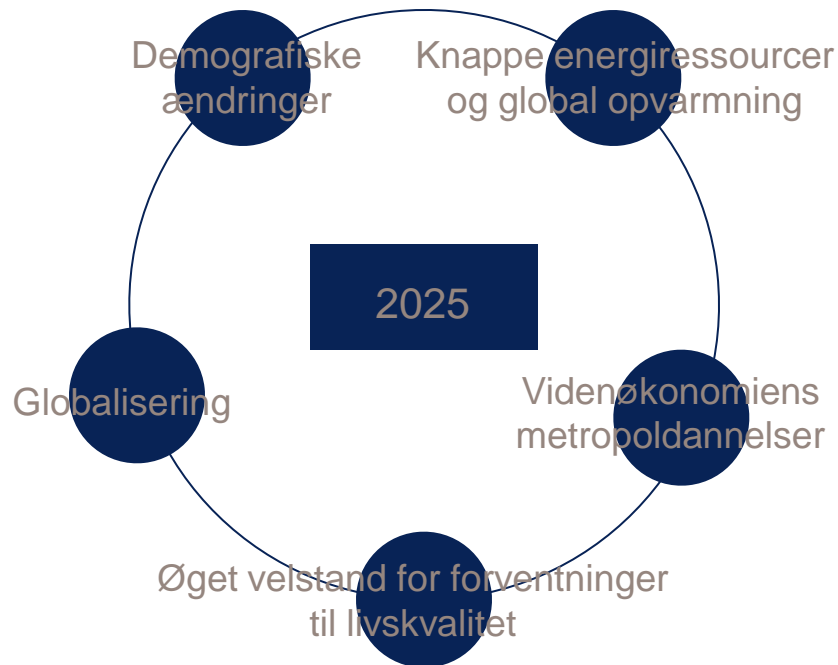 Demografiske
ændringer
Knappe energiressourcer
og global opvarmning
2025
Globalisering
Videnøkonomiens
metropoldannelser
Øget velstand for forventninger
til livskvalitet